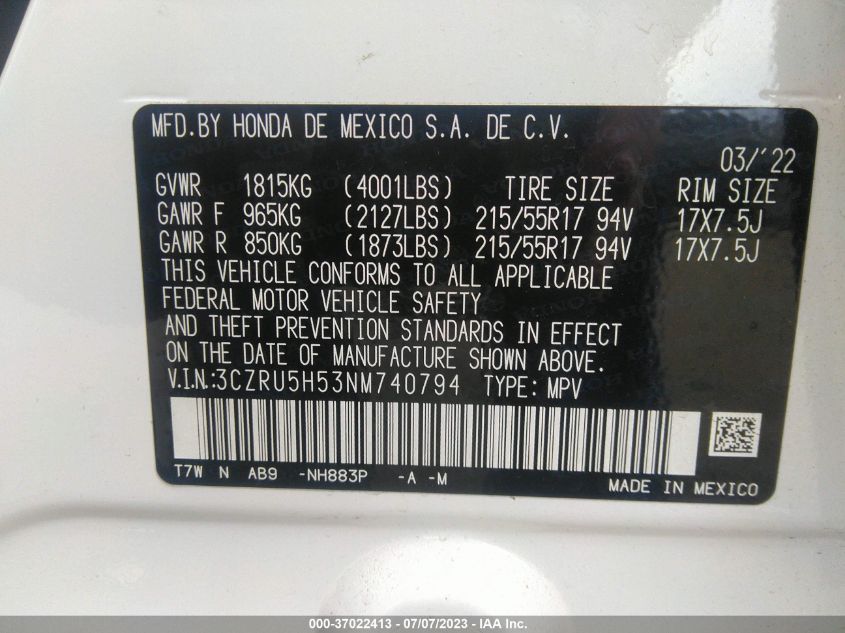 MFD.BY HONDA DE MEXICO S.A. DE C.V.
03/'22
GVWR 1815KG (4001LBS) TIRE SIZE RIM SIZE
GAWR F 965KG (2127LBS) 215/55R17 94V 17X7.5J
GAWR R 850KG (1873LBS) 215/55R17 94V 17X7.5J
THIS VEHICLE CONFORMS TO ALL APPLICABLE
FEDERAL MOTOR VEHICLE SAFETY
AND THEFT PREVENTION STANDARDS IN EFFECT
ON THE DATE OF MANUFACTURE SHOWN ABOVE.
V.I.N.:3CZRU5H53NM740794 TYPE: MPV
T7W N AB9 -NH883P -A -M
MADE IN MEXICO
000-37022413 - 07/07/2023 - IAA Inc.